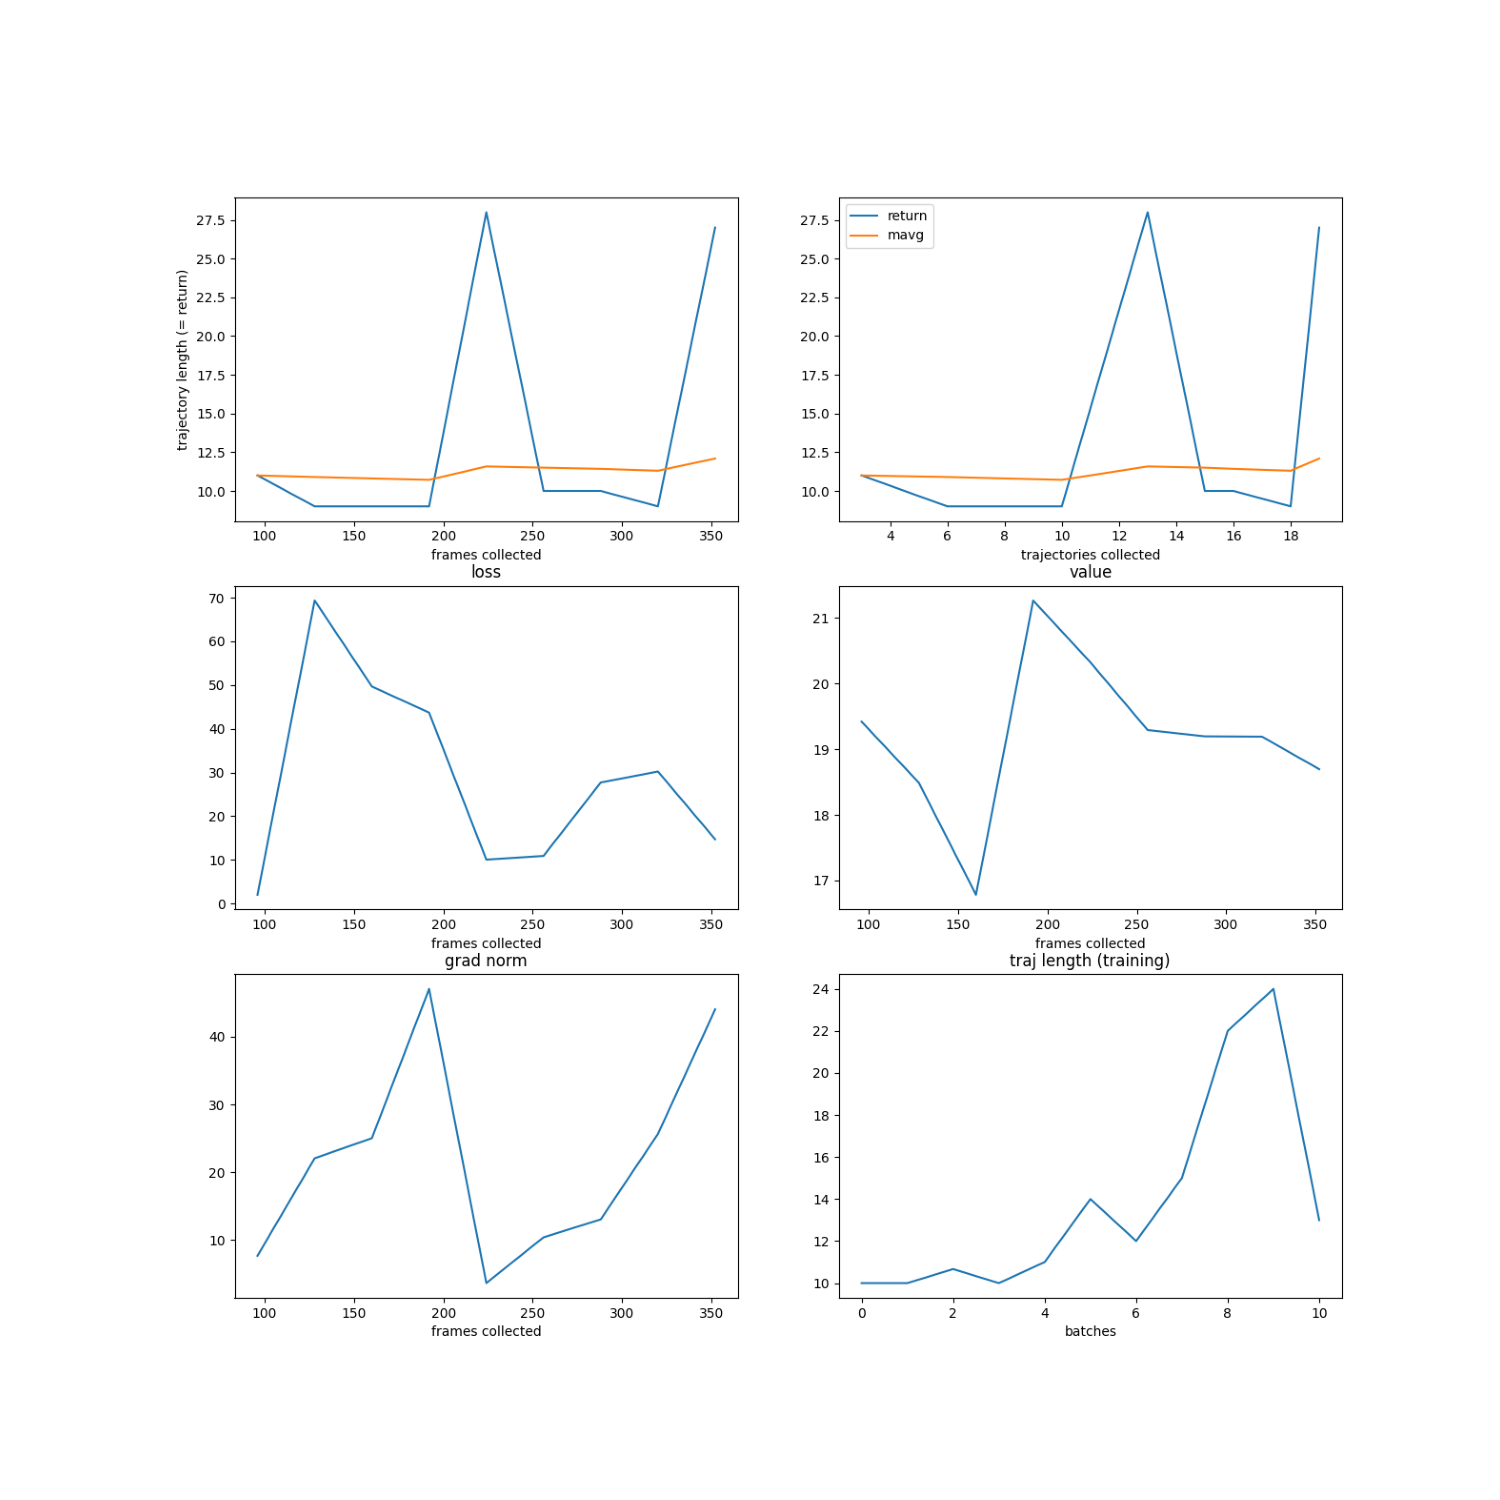 trajectory length (= return)
27.5
25.0
22.5
20.0
17.5
15.0
12.5
10.0
100 150 200 250 300 350
frames collected
return
mavg
27.5
25.0
22.5
20.0
17.5
15.0
12.5
10.0
4 6 8 10 12 14 16 18
trajectories collected
loss
70
60
50
40
30
20
10
0
100 150 200 250 300 350
frames collected
value
21
20
19
18
17
100 150 200 250 300 350
frames collected
grad norm
40
30
20
10
100 150 200 250 300 350
frames collected
traj length (training)
24
22
20
18
16
14
12
10
0 2 4 6 8 10
batches